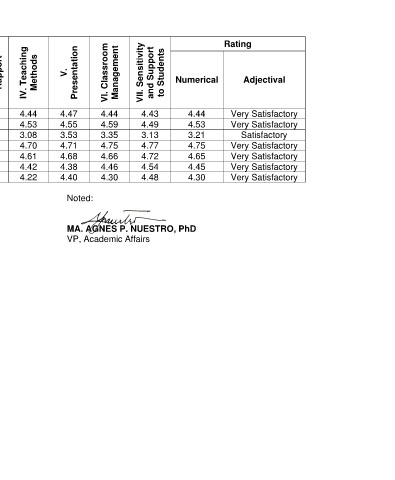 IV. Teaching Methods
V. Presentation
VI. Classroom Management
VII. Sensitivity and Support to Students
Rating
Numerical Adjectival
4.44 4.47 4.44 4.43 4.44 Very Satisfactory
4.53 4.55 4.59 4.49 4.53 Very Satisfactory
3.08 3.53 3.35 3.13 3.21 Satisfactory
4.70 4.71 4.75 4.77 4.75 Very Satisfactory
4.61 4.68 4.66 4.72 4.65 Very Satisfactory
4.42 4.38 4.46 4.54 4.45 Very Satisfactory
4.22 4.40 4.30 4.48 4.30 Very Satisfactory
Noted:
MA. AGNES P. NUESTRO, PhD
VP, Academic Affairs